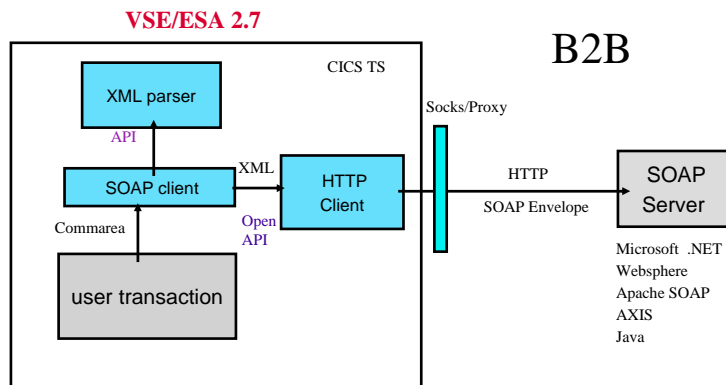 VSE/ESA 2.7
B2B
CICS TS
XML parser
Socks/Proxy
API
XML
SOAP client
HTTP
Client
HTTP
SOAP Envelope
SOAP
Server
Commarea
Open
API
user transaction
Microsoft .NET
Websphere
Apache SOAP
AXIS
Java